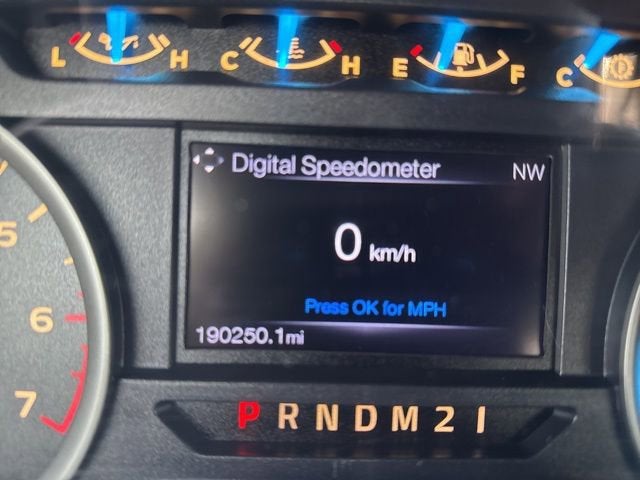 L H C H E F C
Digital Speedometer NW
0 km/h
Press OK for MPH
5
6
7
190250.1mi
P R N D M 2 1